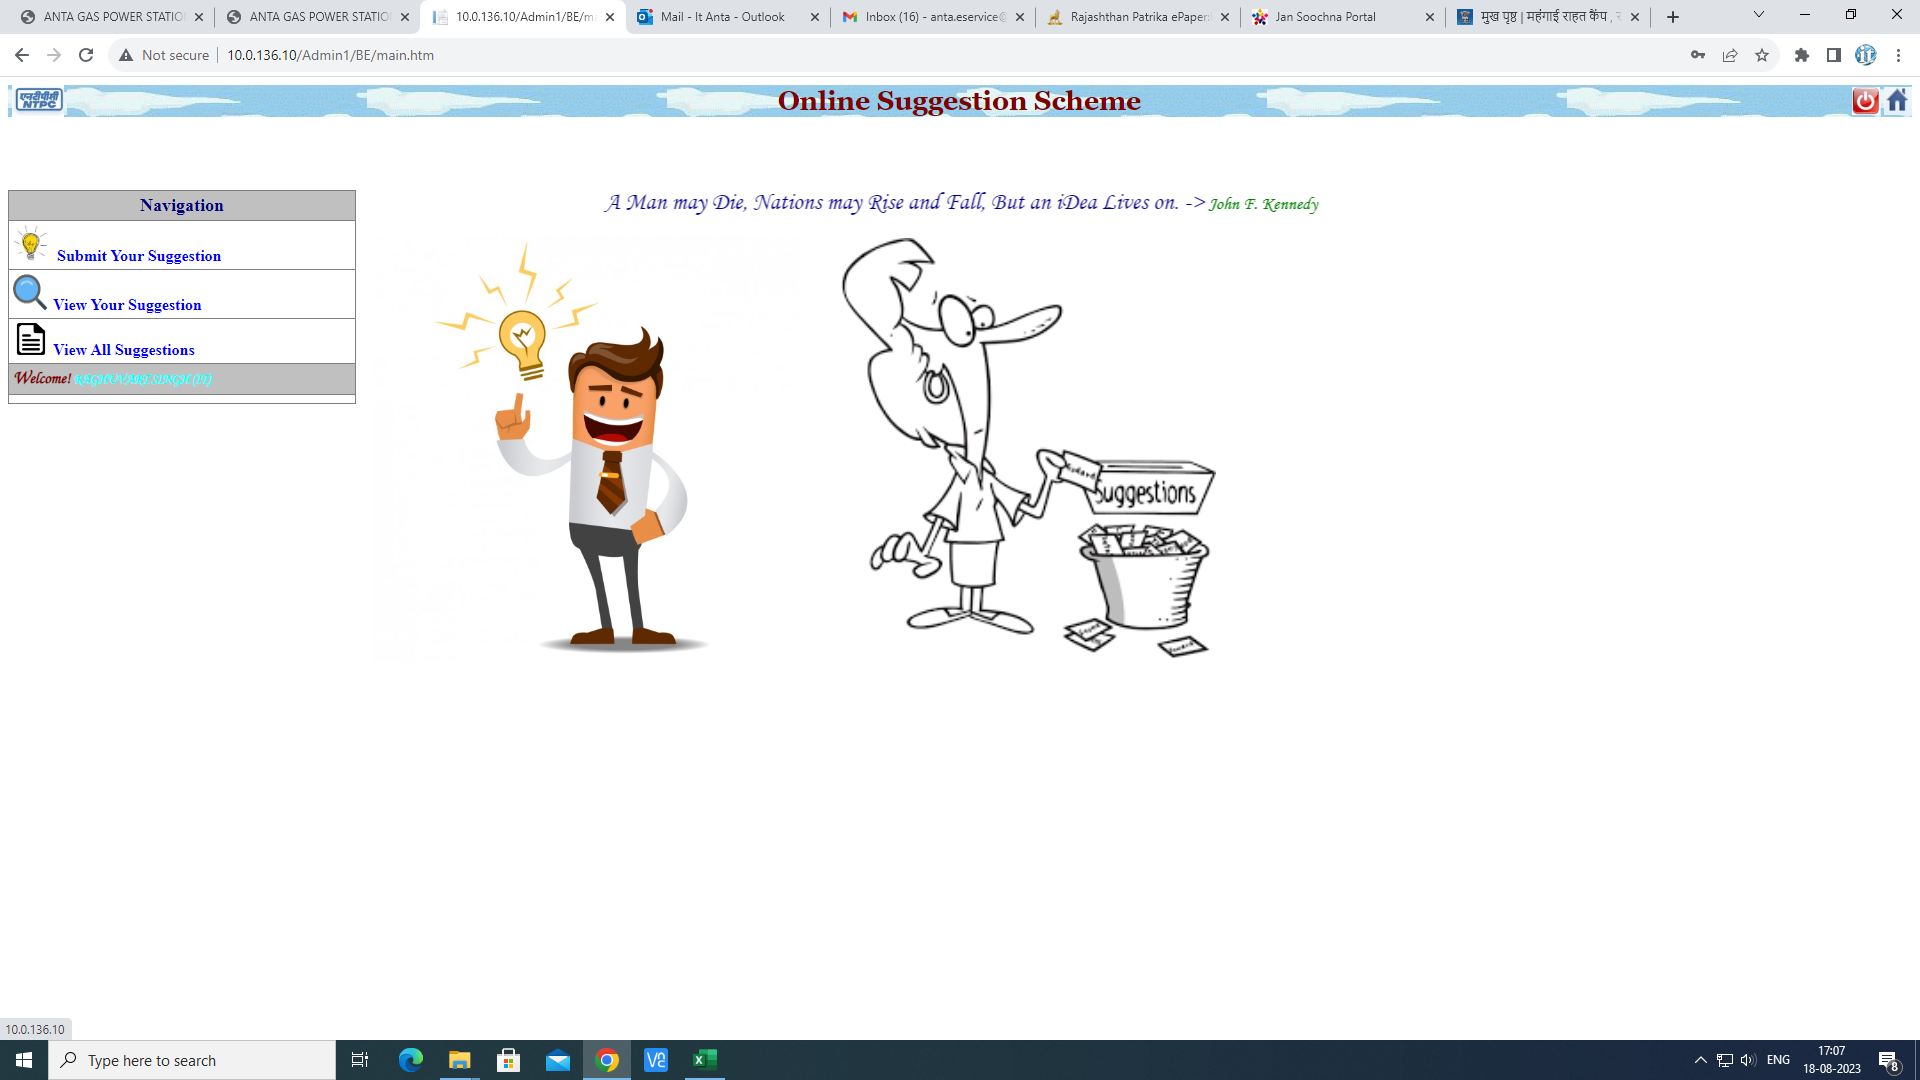 ANTA GAS POWER STATIO
ANTA GAS POWER STATIO
10.0.136.10/Admin1/BE/m
Mail - It Anta - Outlook
Inbox (16) - anta.eservice@
Rajashthan Patrika ePaper
Jan Soochna Portal
मुख पृष्ठ | महंगाई राहत कैंप ,
Not secure
10.0.136.10/Admin1/BE/main.htm
एनटीपीसी
NTPC
Online Suggestion Scheme
Navigation
A Man may Die, Nations may Rise and Fall, But an iDea Lives on. -> John F. Kennedy
Submit Your Suggestion
View Your Suggestion
View All Suggestions
Welcome! RAGHUVART SINGH
Suggestions
10.0.136.10
Type here to search
ENG
17:07
18-08-2023
8